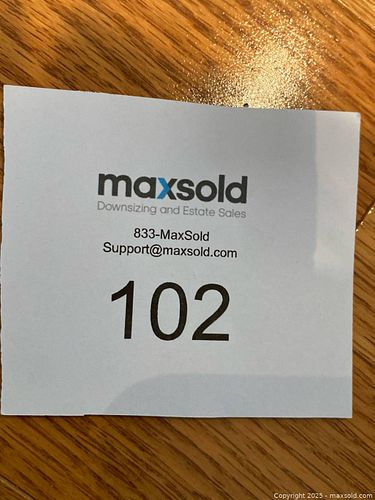 maxsold
Downsizing and Estate Sales
833-MaxSold
Support@maxsold.com
102
Copyright 2025 - maxsold.com